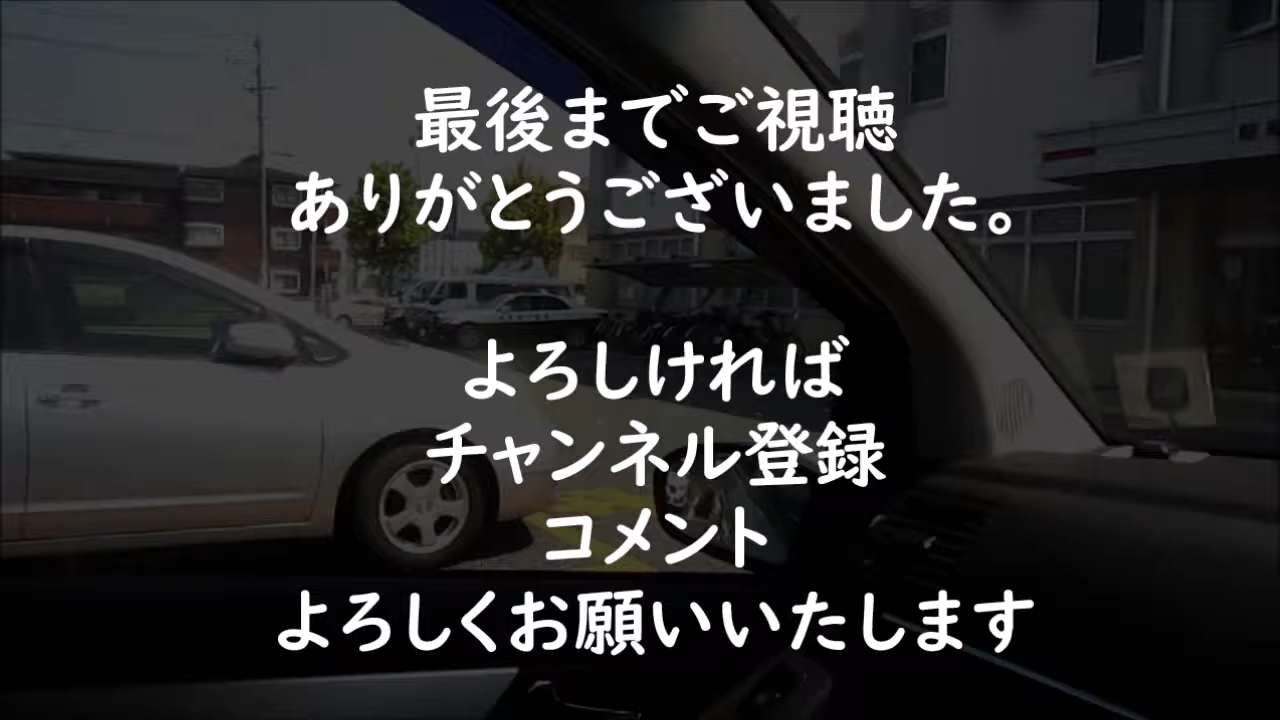 最後までご視聴
ありがとうございました。
よろしければ
チャンネル登録
コメント
よろしくお願いいたします